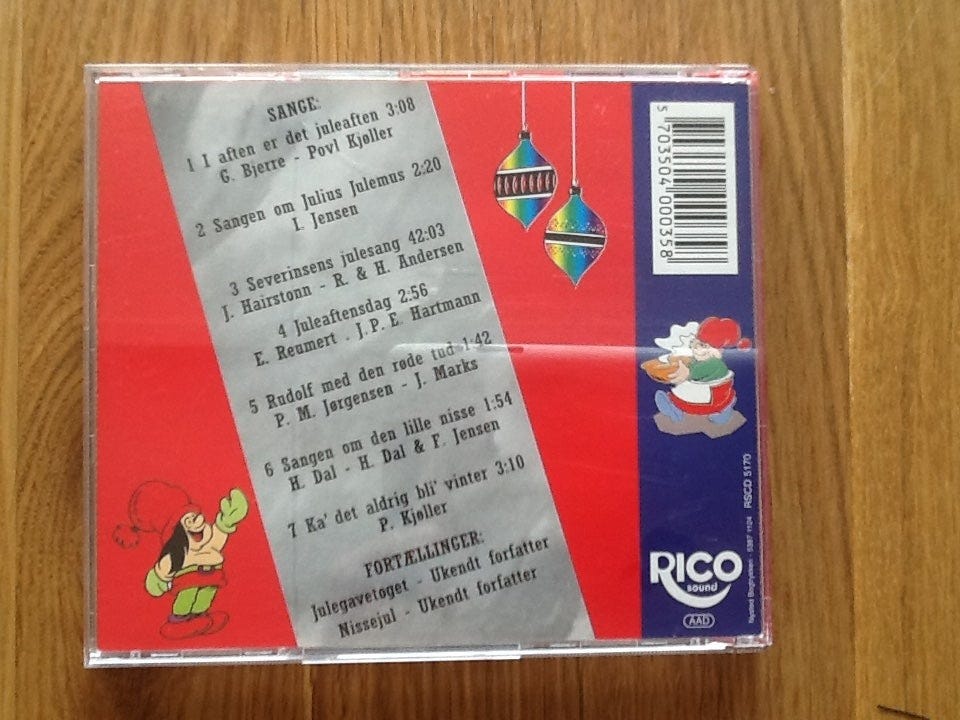 SANGE:
1 I aften er det juleaften 3:08
G. Bjerre - Povl Kjøller
2 Sangen om Julius Julemus 2:20
I. Jensen
3 Severinsens julesang 42:03
J. Hairstonn - R. & H. Andersen
4 Juleaftensdag 2:56
E. Reumert . J.P.E. Hartmann
5 Rudolf med den røde tud 1:42
P. M. Jørgensen - J. Marks
6 Sangen om den lille nisse 1:54
H. Dal - H. Dal & F. Jensen
7 Ka' det aldrig bli' vinter 3:10
P. Kjøller
FORTÆLLINGER:
Julegavetoget - Ukendt forfatter
Nissejul - Ukendt forfatter
5 703504 000358
RSCD 5170
RICO
sound
AAD